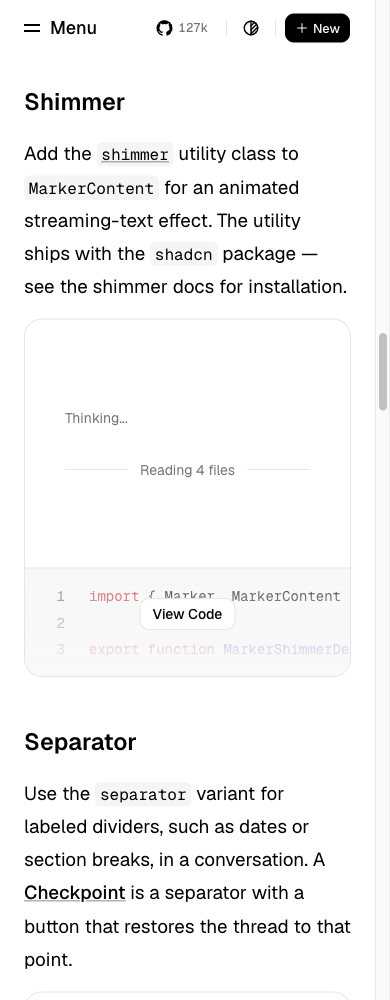 Menu
127k
New
Shimmer
Add the shimmer utility class to
MarkerContent for an animated
streaming-text effect. The utility
ships with the shadcn package —
see the shimmer docs for installation.
Thinking…
Reading 4 files
1 import { Marker, MarkerContent
View Code
2
3 export function MarkerShimmerDe
Separator
Use the separator variant for
labeled dividers, such as dates or
section breaks, in a conversation. A
Checkpoint is a separator with a
button that restores the thread to that
point.